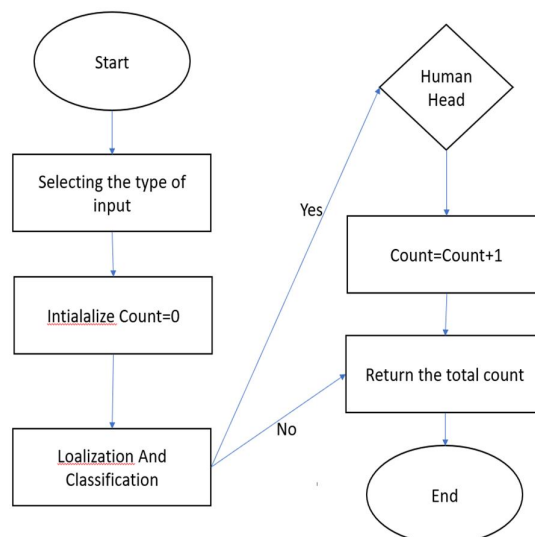 Start
Selecting the type of
input
Intialalize Count=0
Loalization And
Classification
Yes
No
Human
Head
Count=Count+1
Return the total count
End